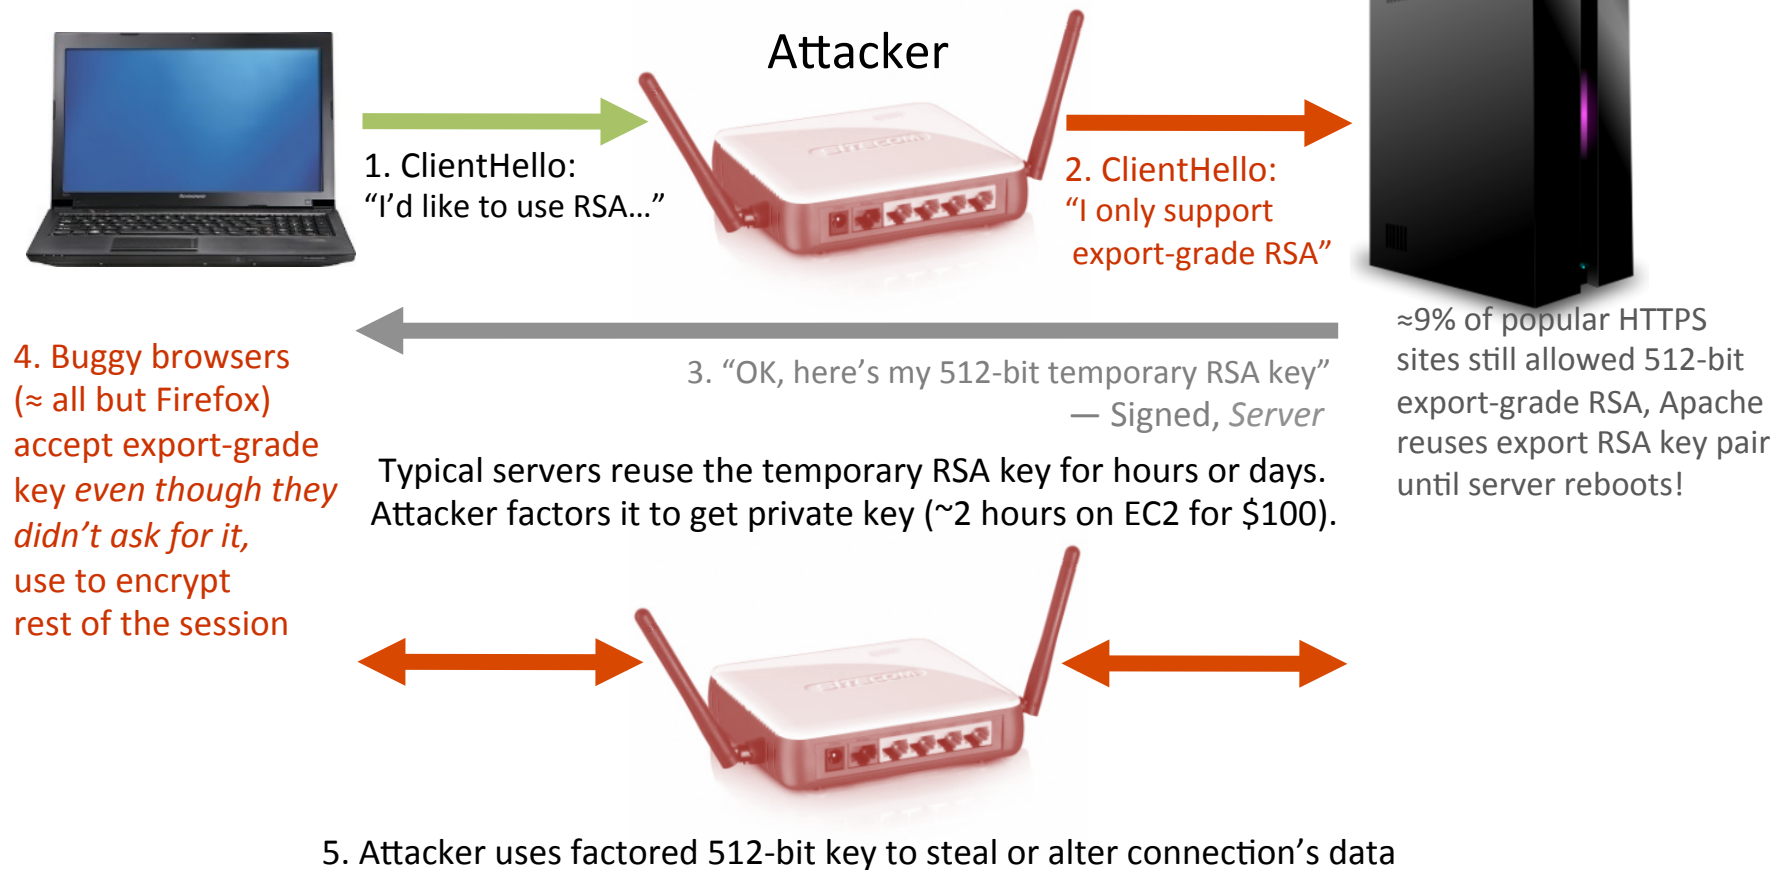 Attacker
1. ClientHello:
“I’d like to use RSA…”
2. ClientHello:
“I only support
export-grade RSA”
3. “OK, here’s my 512-bit temporary RSA key”
— Signed, Server
≈9% of popular HTTPS
sites still allowed 512-bit
export-grade RSA, Apache
reuses export RSA key pair
until server reboots!
4. Buggy browsers
(≈ all but Firefox)
accept export-grade
key even though they
didn’t ask for it,
use to encrypt
rest of the session
Typical servers reuse the temporary RSA key for hours or days.
Attacker factors it to get private key (~2 hours on EC2 for $100).
5. Attacker uses factored 512-bit key to steal or alter connection’s data